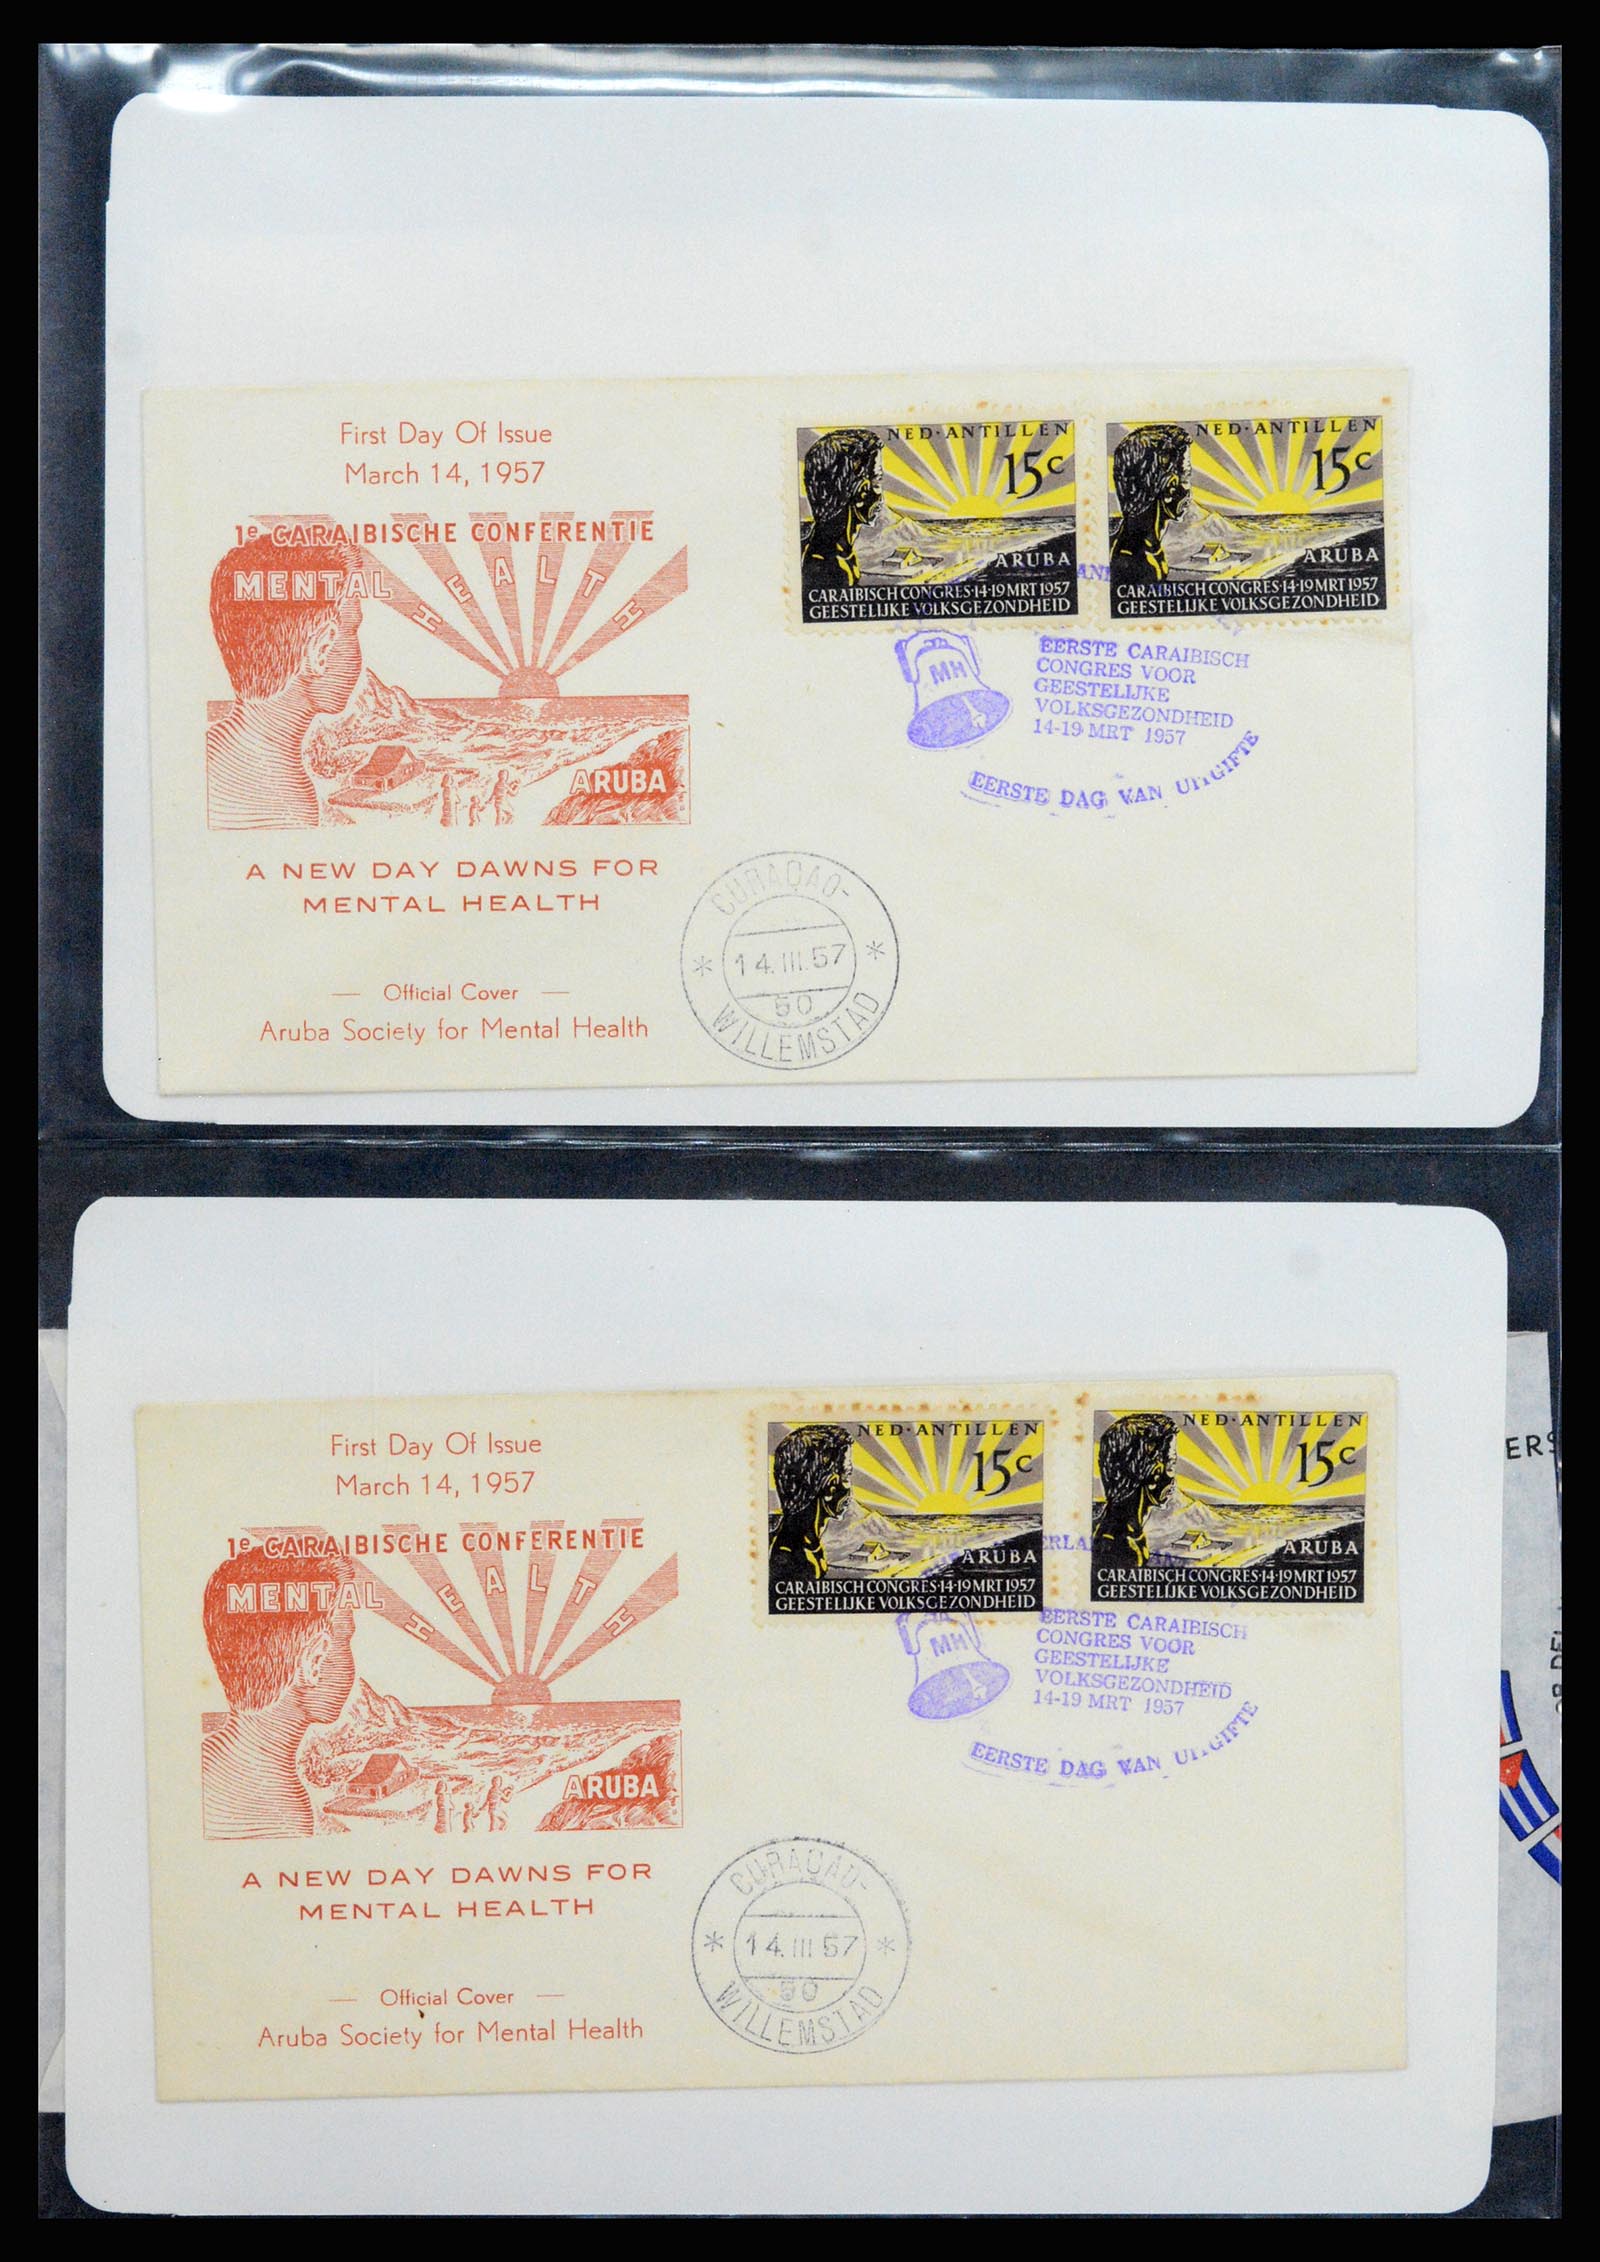 First Day Of Issue
March 14, 1957
1e CARAIBISCHE CONFERENTIE
MENTAL HEALTH
ARUBA
A NEW DAY DAWNS FOR
MENTAL HEALTH
— Official Cover —
Aruba Society for Mental Health
NED·ANTILLEN
15c
ARUBA
CARAIBISCH CONGRES·14·19 MRT 1957
GEESTELIJKE VOLKSGEZONDHEID
NED·ANTILLEN
15c
ARUBA
CARAIBISCH CONGRES·14·19 MRT 1957
GEESTELIJKE VOLKSGEZONDHEID
MH
EERSTE CARAIBISCH
CONGRES VOOR
GEESTELIJKE
VOLKSGEZONDHEID
14-19 MRT 1957
EERSTE DAG VAN UITGIFTE
CURAÇAO-
* 14.III.57 *
50
WILLEMSTAD
First Day Of Issue
March 14, 1957
1e CARAIBISCHE CONFERENTIE
MENTAL HEALTH
ARUBA
A NEW DAY DAWNS FOR
MENTAL HEALTH
— Official Cover —
Aruba Society for Mental Health
NED·ANTILLEN
15c
ARUBA
CARAIBISCH CONGRES·14·19 MRT 1957
GEESTELIJKE VOLKSGEZONDHEID
NED·ANTILLEN
15c
ARUBA
CARAIBISCH CONGRES·14·19 MRT 1957
GEESTELIJKE VOLKSGEZONDHEID
MH
EERSTE CARAIBISCH
CONGRES VOOR
GEESTELIJKE
VOLKSGEZONDHEID
14-19 MRT 1957
EERSTE DAG VAN UITGIFTE
CURAÇAO-
* 14.III.57 *
50
WILLEMSTAD
ERS